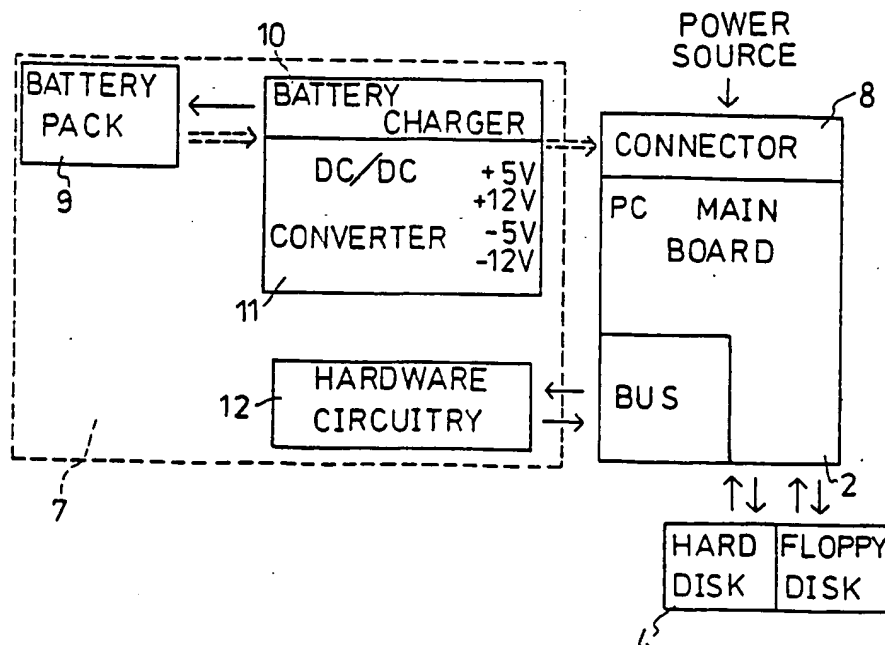 10
POWER
SOURCE
8
BATTERY
PACK
9
BATTERY
CHARGER
CONNECTOR
DC/DC
CONVERTER
+5V
+12V
-5V
-12V
11
PC MAIN
BOARD
HARDWARE
CIRCUITRY
12
BUS
7
2
HARD
DISK
FLOPPY
DISK